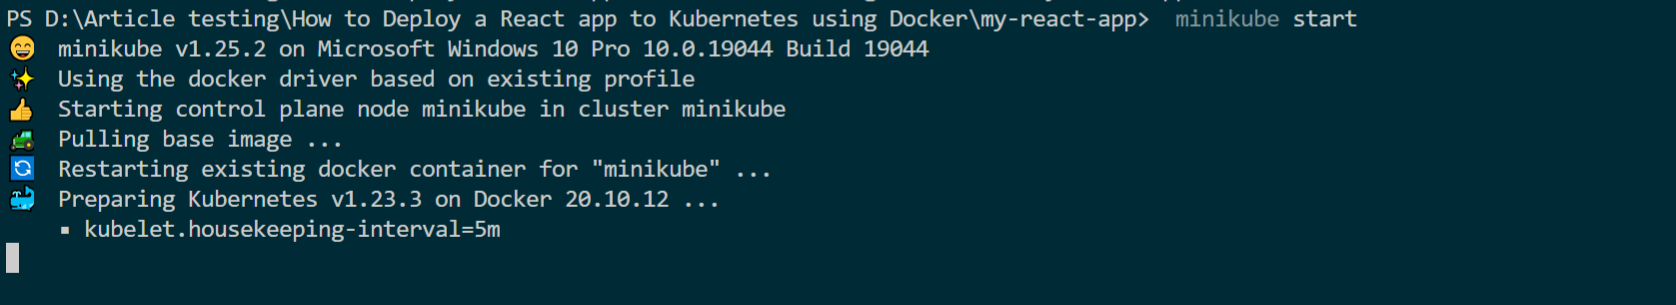 PS D:\Article testing\How to Deploy a React app to Kubernetes using Docker\my-react-app>  minikube start
😄  minikube v1.25.2 on Microsoft Windows 10 Pro 10.0.19044 Build 19044
✨  Using the docker driver based on existing profile
👍  Starting control plane node minikube in cluster minikube
🚜  Pulling base image ...
🔄  Restarting existing docker container for "minikube" ...
🐳  Preparing Kubernetes v1.23.3 on Docker 20.10.12 ...
    ▪ kubelet.housekeeping-interval=5m